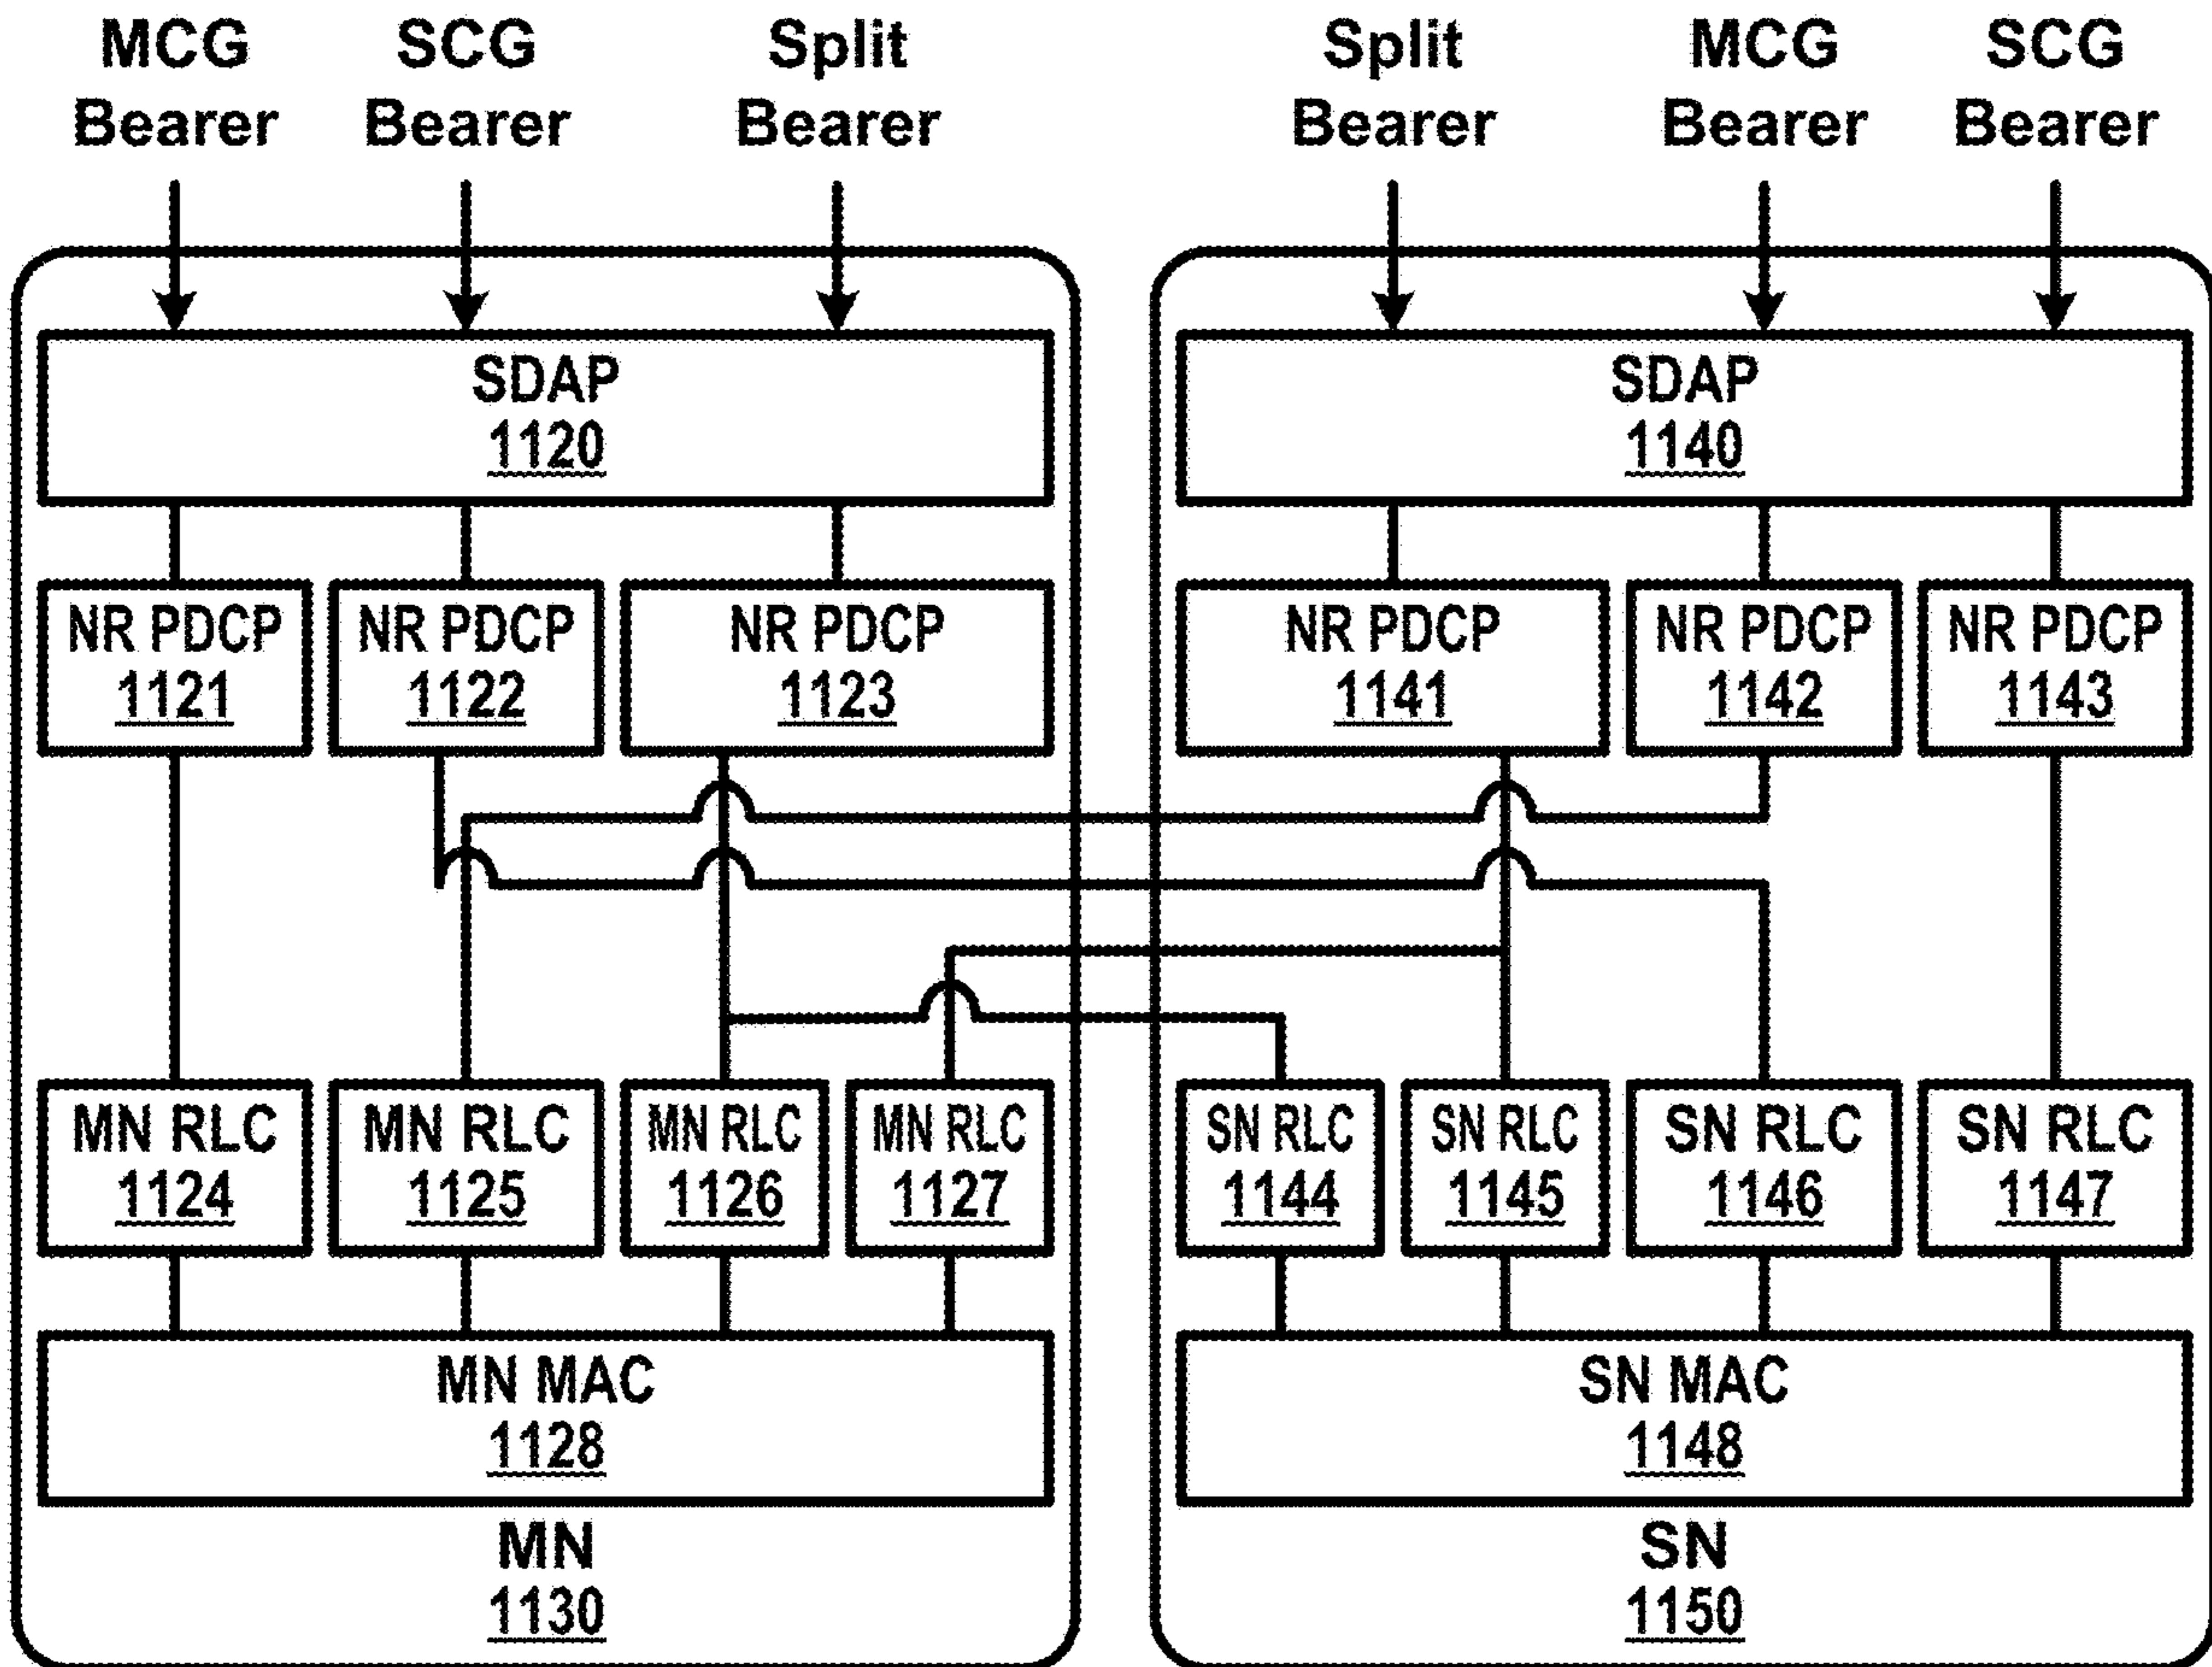 MCG Bearer
SCG Bearer
Split Bearer
Split Bearer
MCG Bearer
SCG Bearer
SDAP
1120
SDAP
1140
NR PDCP
1121
NR PDCP
1122
NR PDCP
1123
NR PDCP
1141
NR PDCP
1142
NR PDCP
1143
MN RLC
1124
MN RLC
1125
MN RLC
1126
MN RLC
1127
SN RLC
1144
SN RLC
1145
SN RLC
1146
SN RLC
1147
MN MAC
1128
SN MAC
1148
MN
1130
SN
1150